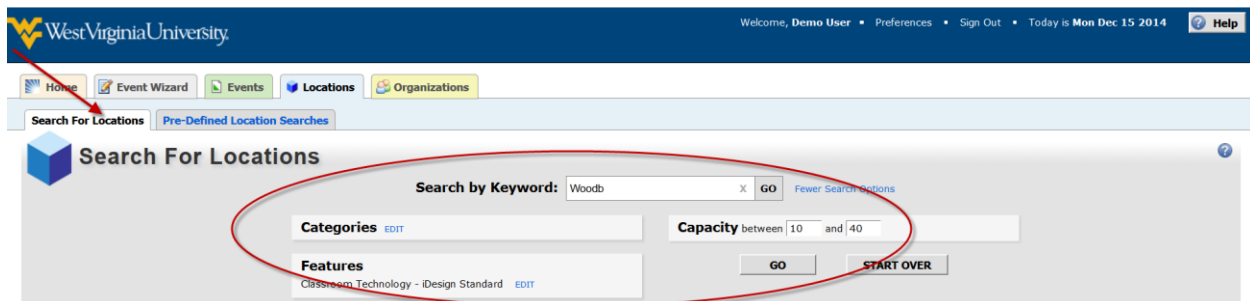 WestVirginiaUniversity.
Welcome, Demo User ▪ Preferences ▪ Sign Out ▪ Today is Mon Dec 15 2014
Help
Home Event Wizard Events Locations Organizations
Search For Locations Pre-Defined Location Searches
Search For Locations
Search by Keyword: Woodb x GO Fewer Search Options
Categories EDIT
Capacity between 10 and 40
Features
Classroom Technology - iDesign Standard EDIT
GO START OVER